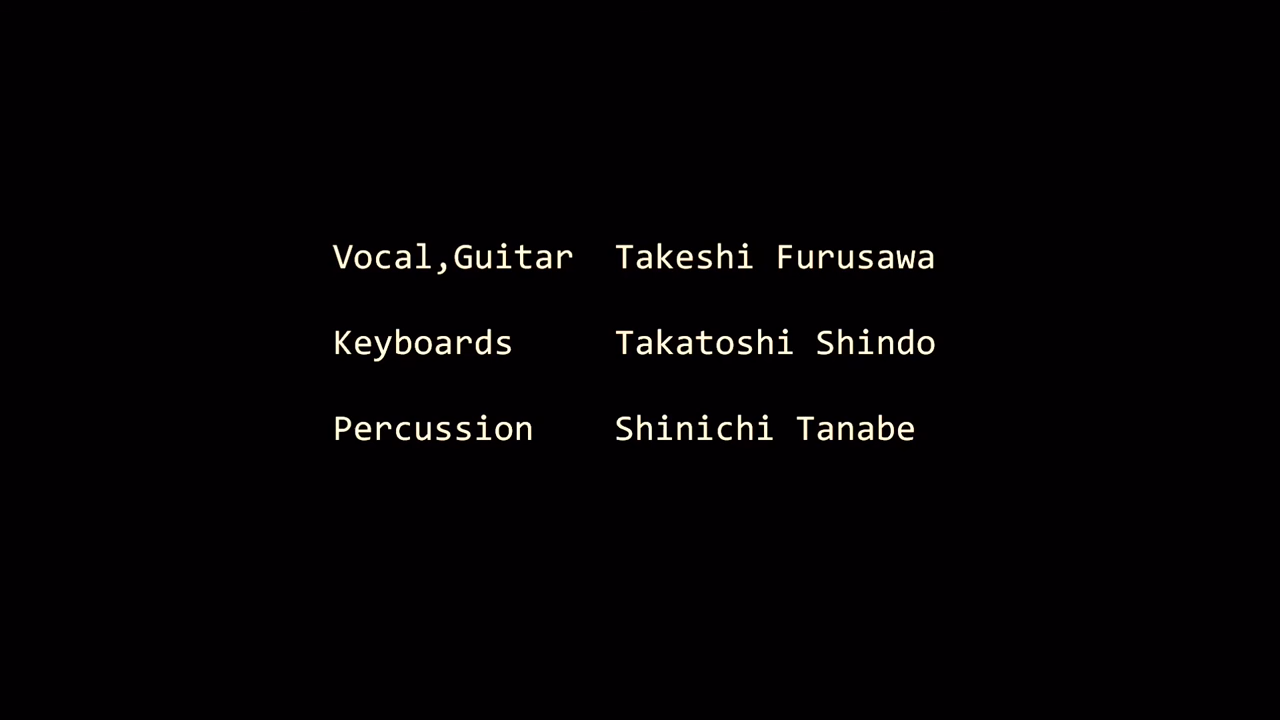 Vocal,Guitar  Takeshi Furusawa
Keyboards     Takatoshi Shindo
Percussion    Shinichi Tanabe